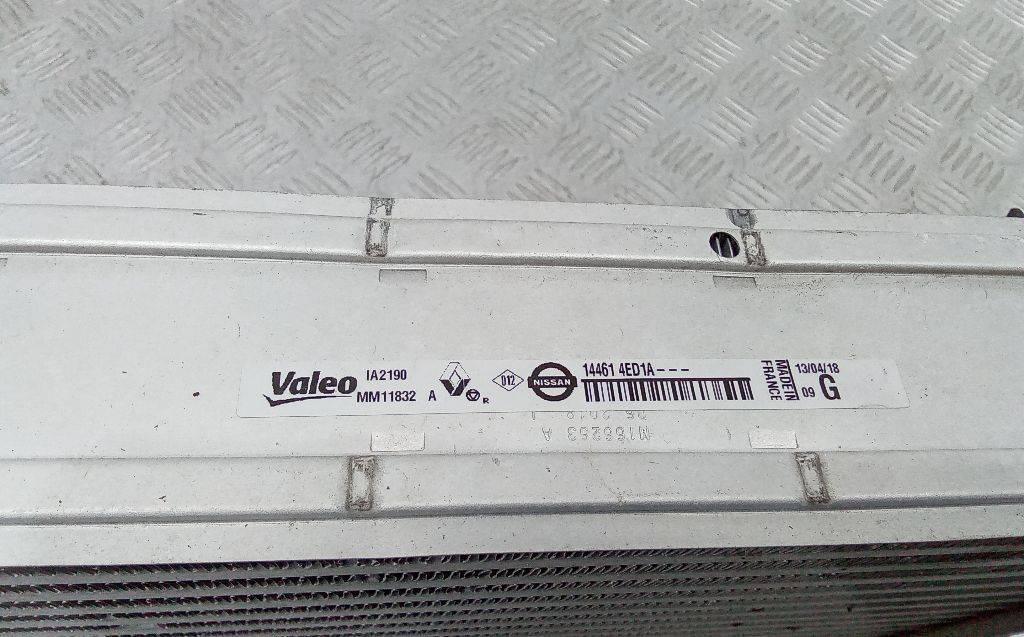 Valeo
IA2190
MM11832 A
R
D12
NISSAN
14461 4ED1A---
MADE IN
FRANCE
13/04/18
09 G
M166263 A